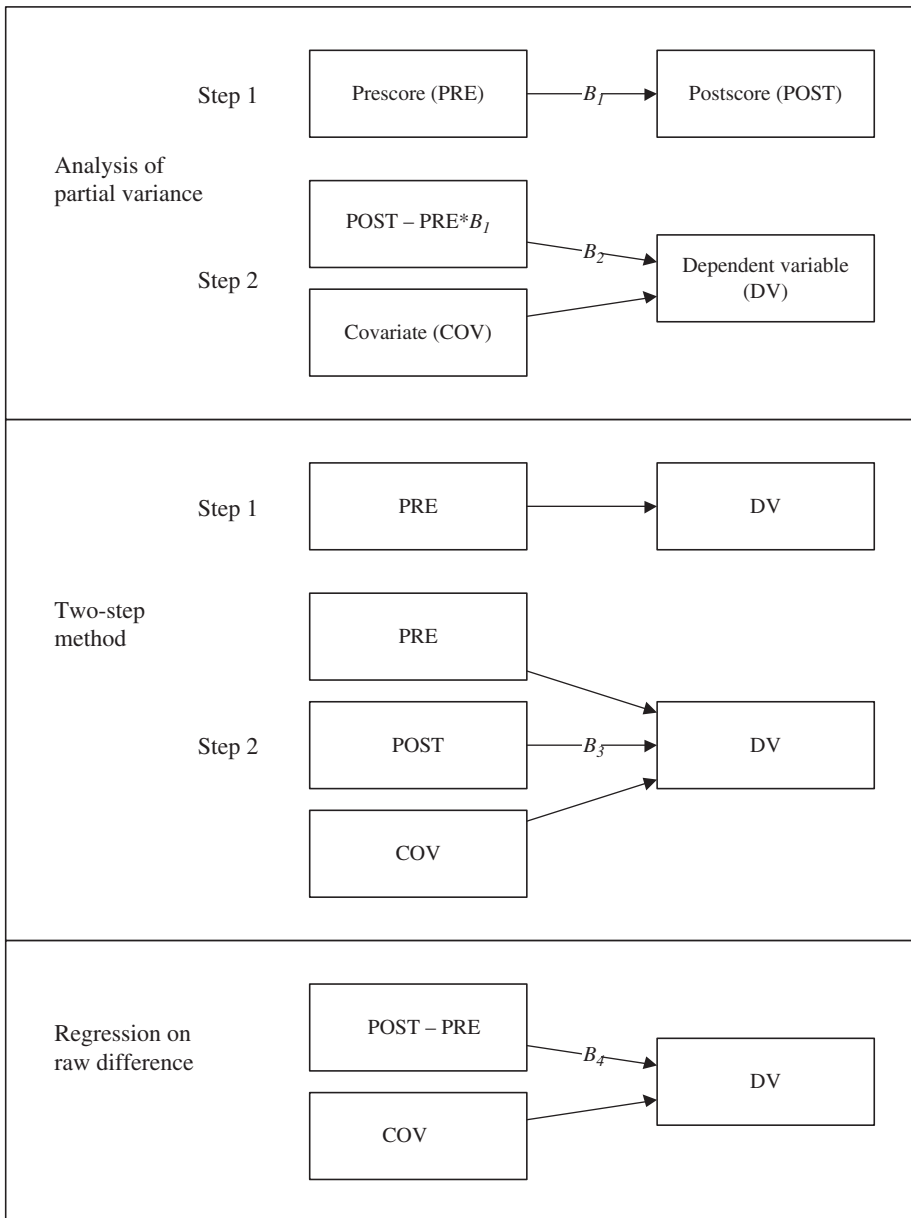 Step 1
Prescore (PRE)
B1
Postscore (POST)
Analysis of
partial variance
POST – PRE*B1
B2
Step 2
Dependent variable
(DV)
Covariate (COV)
Step 1
PRE
DV
Two-step
method
PRE
Step 2
POST
B3
DV
COV
Regression on
raw difference
POST – PRE
B4
DV
COV